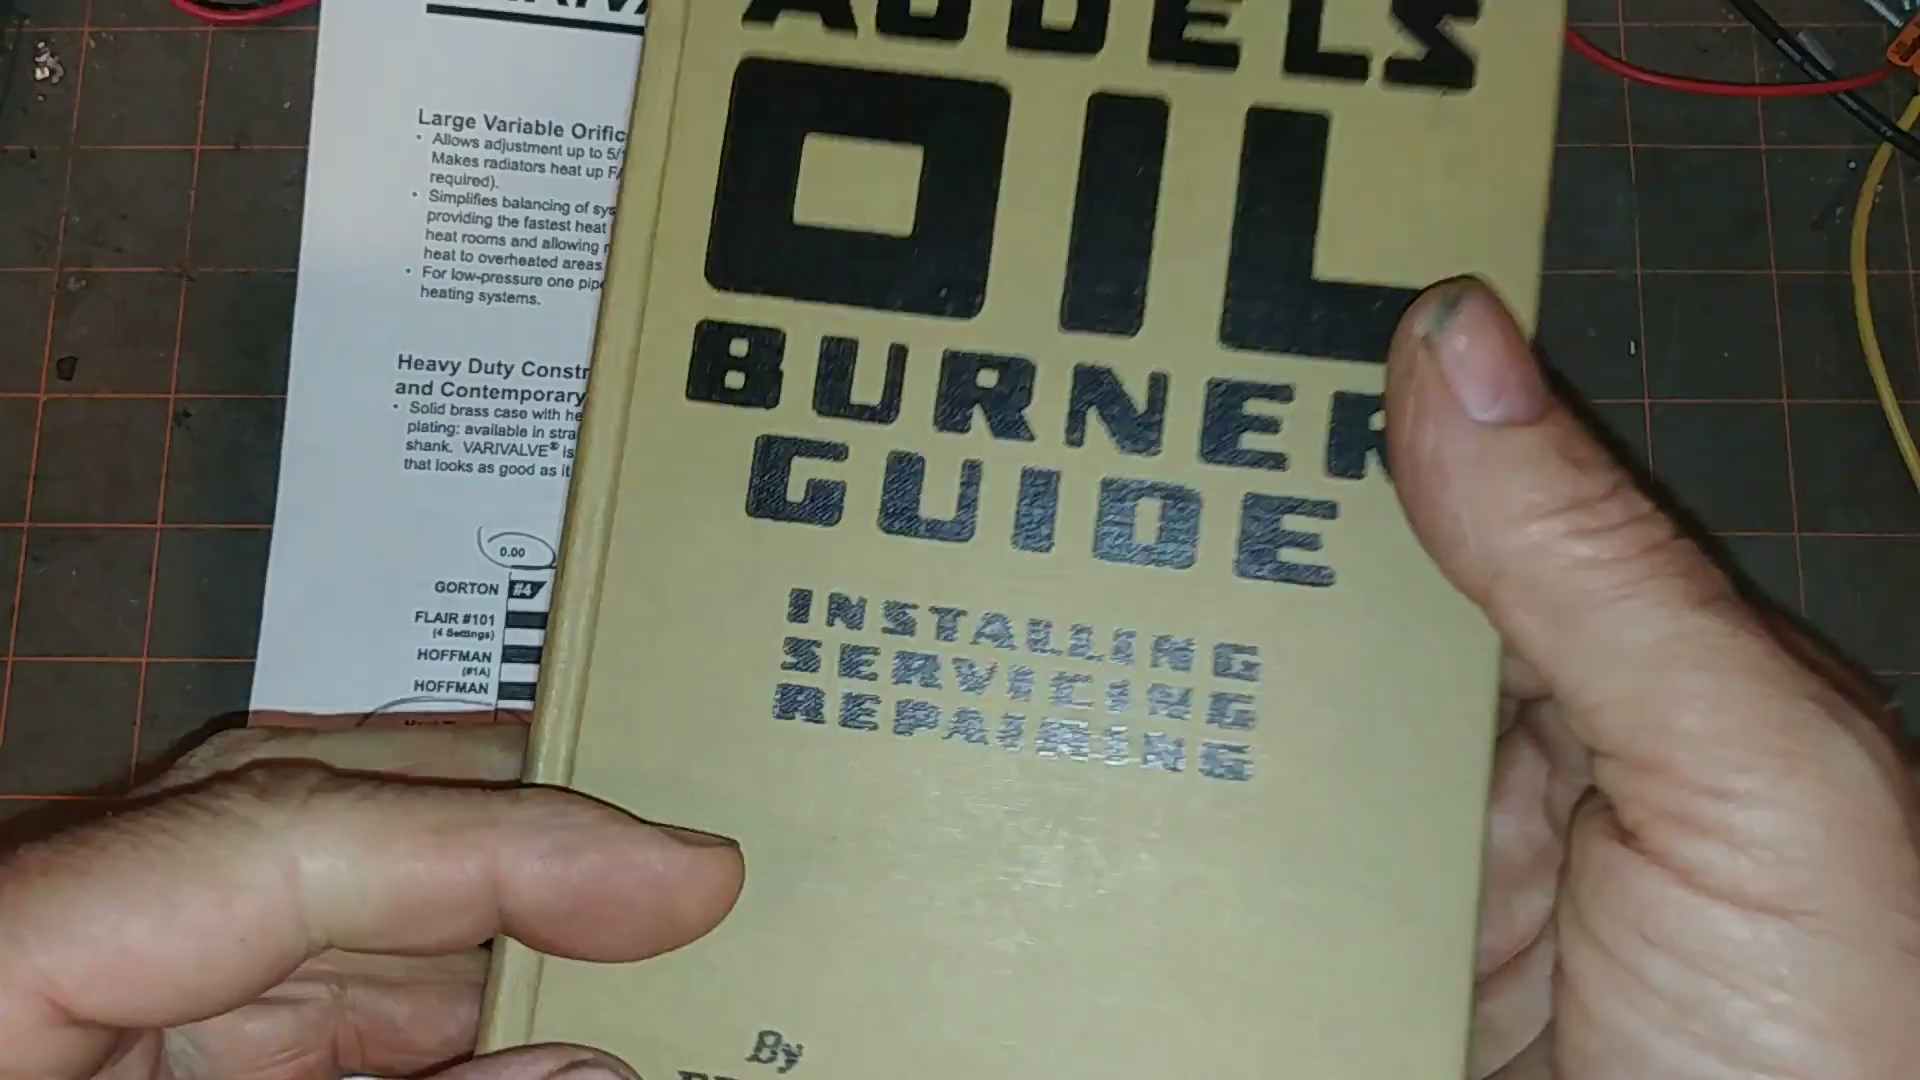 Large Variable Orific
• Allows adjustment up to 5/
Makes radiators heat up
required).
• Simplifies balancing of sys
providing the fastest heat
heat rooms and allowing
heat to overheated areas
• For low-pressure one pipe
heating systems.
Heavy Duty Constr
and Contemporary
• Solid brass case with he
plating: available in stra
shank. VARIVALVE® is
that looks as good as it
0.00
GORTON #4
FLAIR #101
(4 Settings)
HOFFMAN
(#1A)
HOFFMAN
AUDELS
OIL
BURNER
GUIDE
INSTALLING
SERVICING
REPAIRING
By